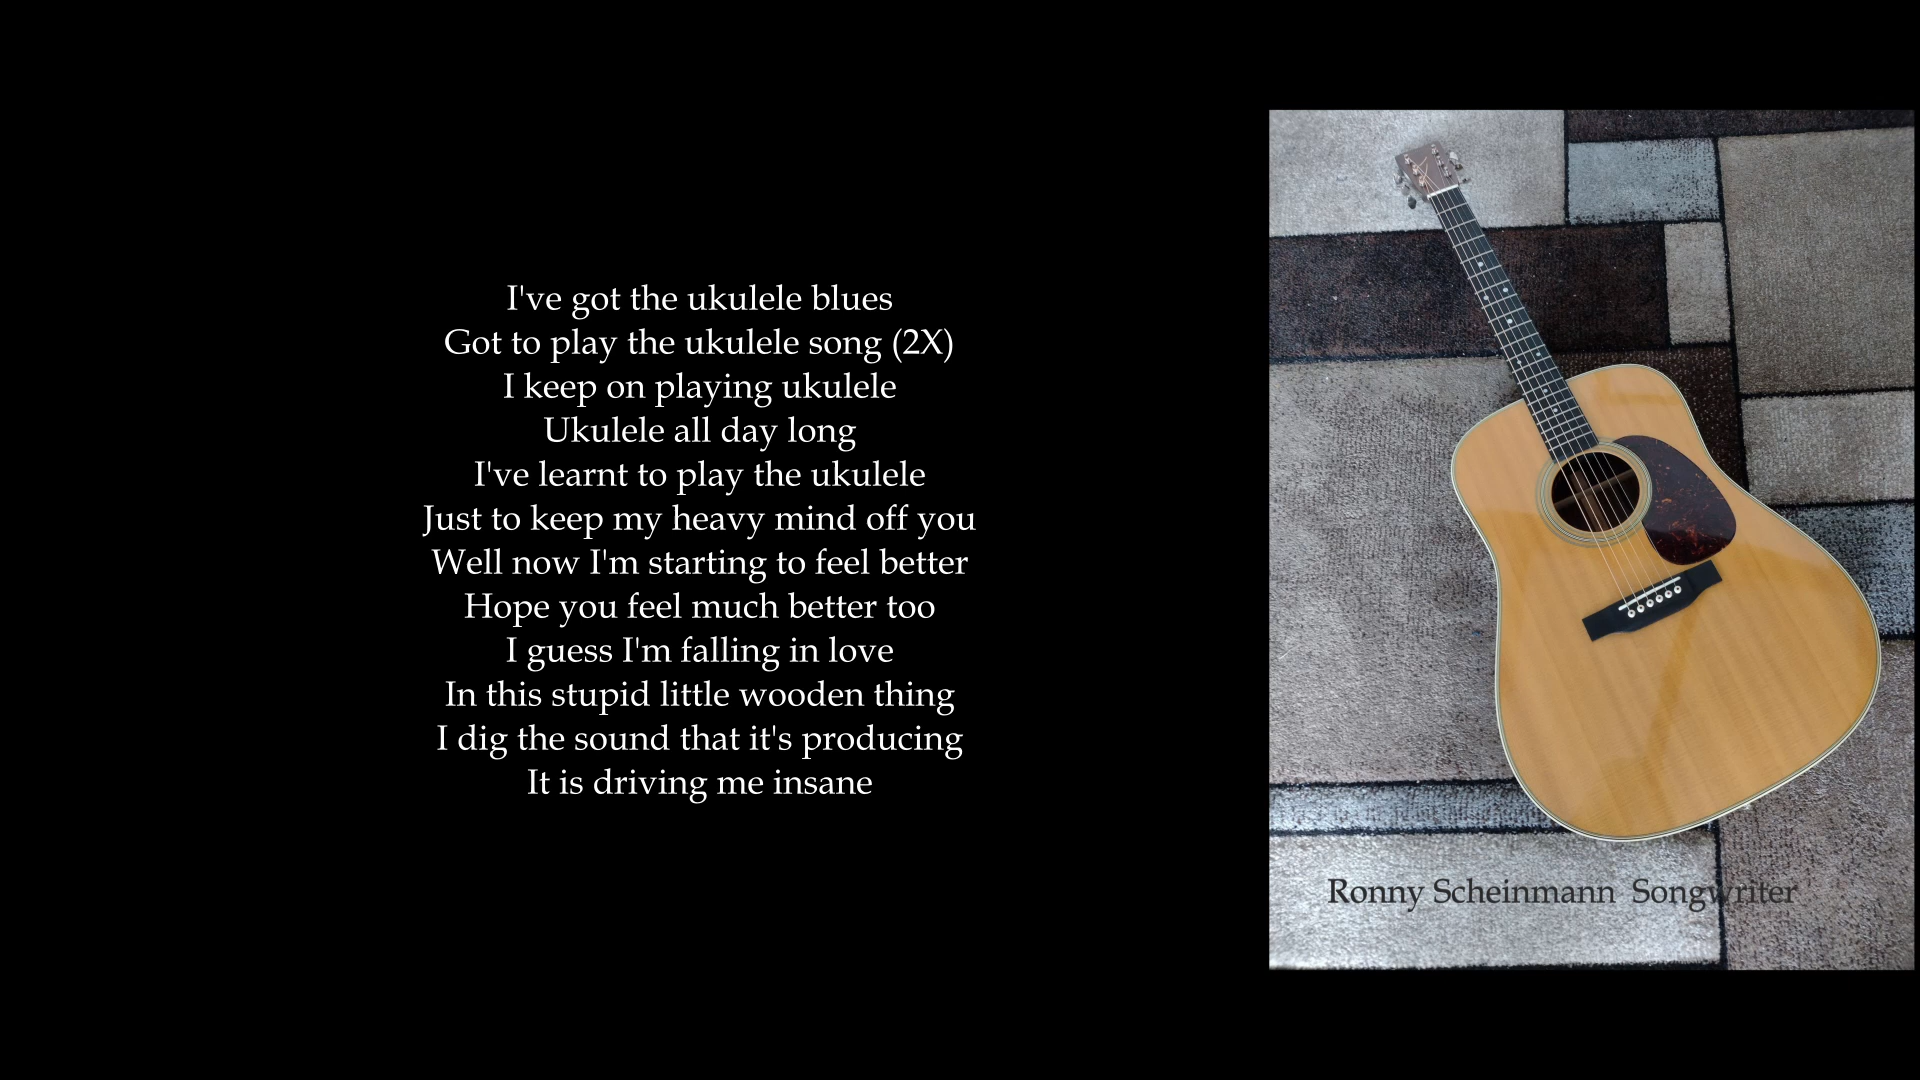 I've got the ukulele blues
Got to play the ukulele song (2X)
I keep on playing ukulele
Ukulele all day long
I've learnt to play the ukulele
Just to keep my heavy mind off you
Well now I'm starting to feel better
Hope you feel much better too
I guess I'm falling in love
In this stupid little wooden thing
I dig the sound that it's producing
It is driving me insane
Ronny Scheinmann Songwriter